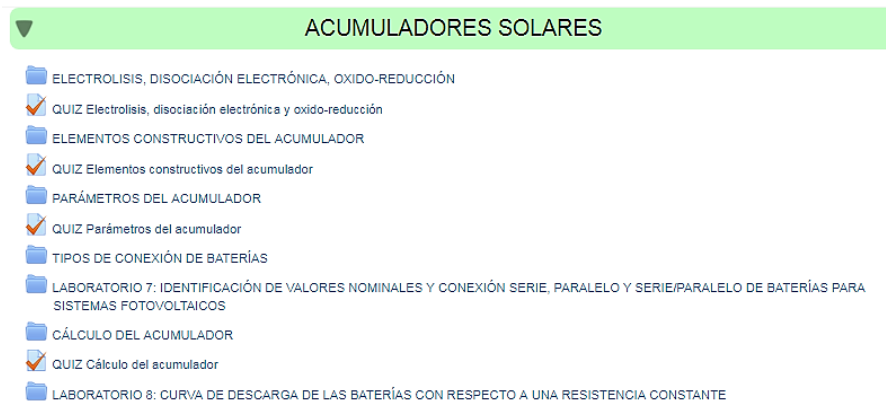 ACUMULADORES SOLARES
ELECTROLISIS, DISOCIACIÓN ELECTRÓNICA, OXIDO-REDUCCIÓN
QUIZ Electrolisis, disociación electrónica y oxido-reducción
ELEMENTOS CONSTRUCTIVOS DEL ACUMULADOR
QUIZ Elementos constructivos del acumulador
PARÁMETROS DEL ACUMULADOR
QUIZ Parámetros del acumulador
TIPOS DE CONEXIÓN DE BATERÍAS
LABORATORIO 7: IDENTIFICACIÓN DE VALORES NOMINALES Y CONEXIÓN SERIE, PARALELO Y SERIE/PARALELO DE BATERÍAS PARA
SISTEMAS FOTOVOLTAICOS
CÁLCULO DEL ACUMULADOR
QUIZ Cálculo del acumulador
LABORATORIO 8: CURVA DE DESCARGA DE LAS BATERÍAS CON RESPECTO A UNA RESISTENCIA CONSTANTE